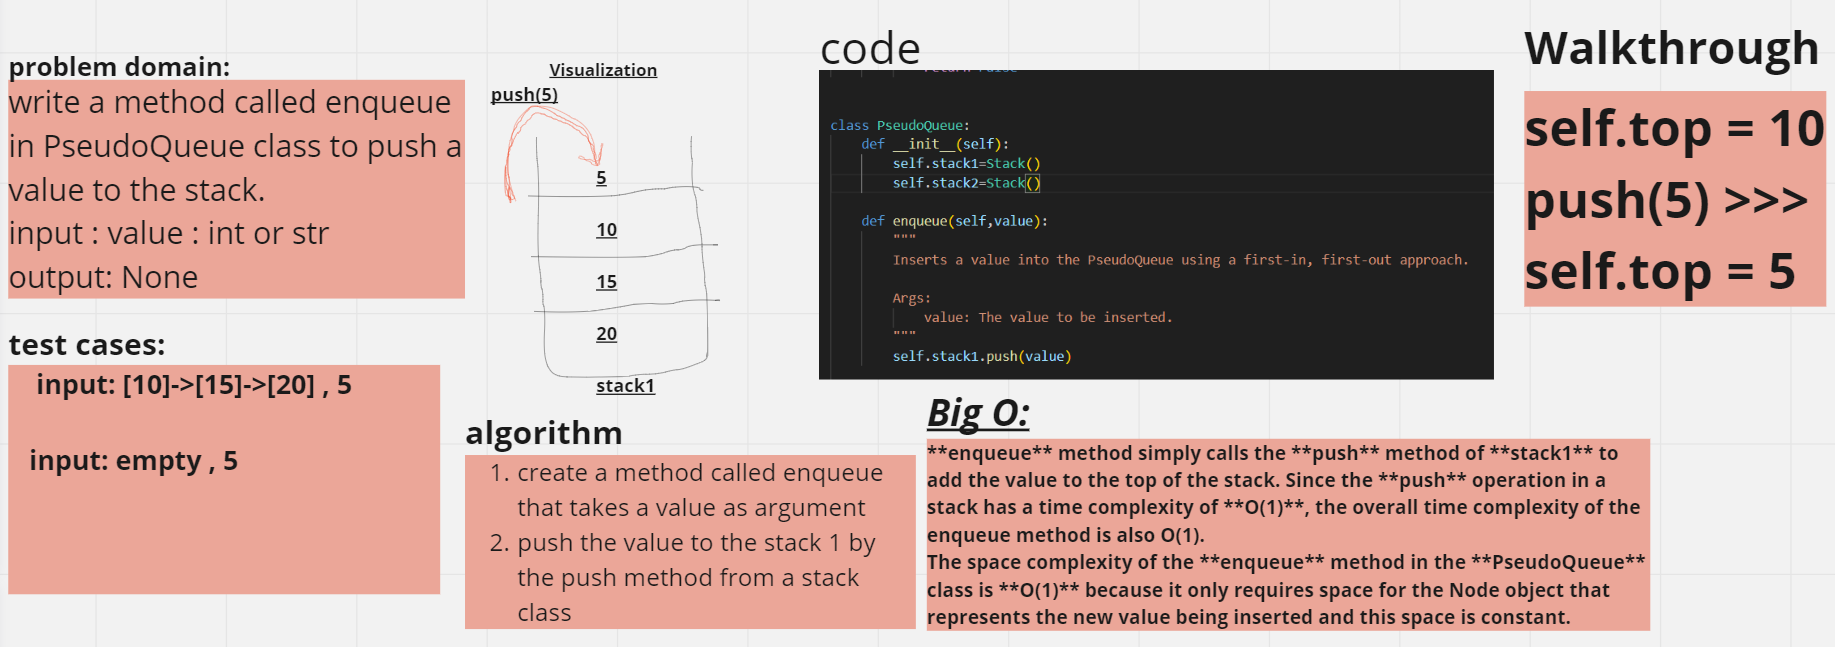 problem domain:
write a method called enqueue
in PseudoQueue class to push a
value to the stack.
input : value : int or str
output: None
test cases:
input: [10]->[15]->[20] , 5
input: empty , 5
Visualization
push(5)
5
10
15
20
stack1
algorithm
1. create a method called enqueue
that takes a value as argument
2. push the value to the stack 1 by
the push method from a stack
class
code
return False
class PseudoQueue:
def __init__(self):
self.stack1=Stack()
self.stack2=Stack()
def enqueue(self,value):
"""
Inserts a value into the PseudoQueue using a first-in, first-out approach.
Args:
value: The value to be inserted.
"""
self.stack1.push(value)
Big O:
**enqueue** method simply calls the **push** method of **stack1** to
add the value to the top of the stack. Since the **push** operation in a
stack has a time complexity of **O(1)**, the overall time complexity of the
enqueue method is also O(1).
The space complexity of the **enqueue** method in the **PseudoQueue**
class is **O(1)** because it only requires space for the Node object that
represents the new value being inserted and this space is constant.
Walkthrough
self.top = 10
push(5) >>>
self.top = 5